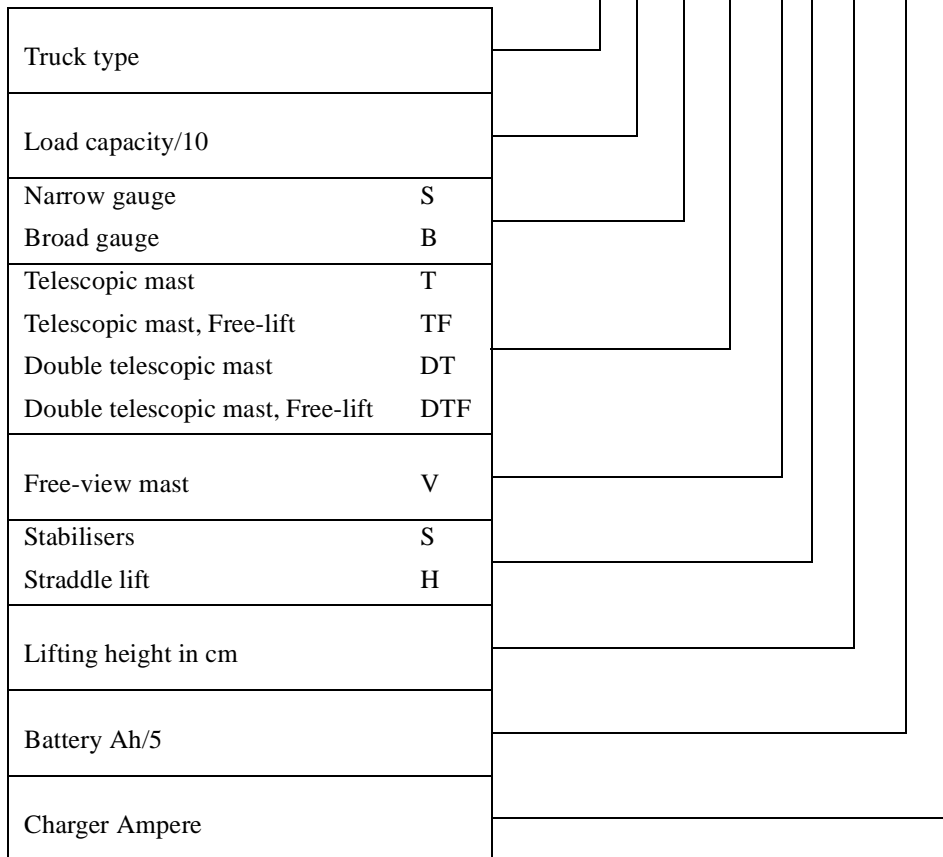 Truck type
Load capacity/10
Narrow gauge S
Broad gauge B
Telescopic mast T
Telescopic mast, Free-lift TF
Double telescopic mast DT
Double telescopic mast, Free-lift DTF
Free-view mast V
Stabilisers S
Straddle lift H
Lifting height in cm
Battery Ah/5
Charger Ampere